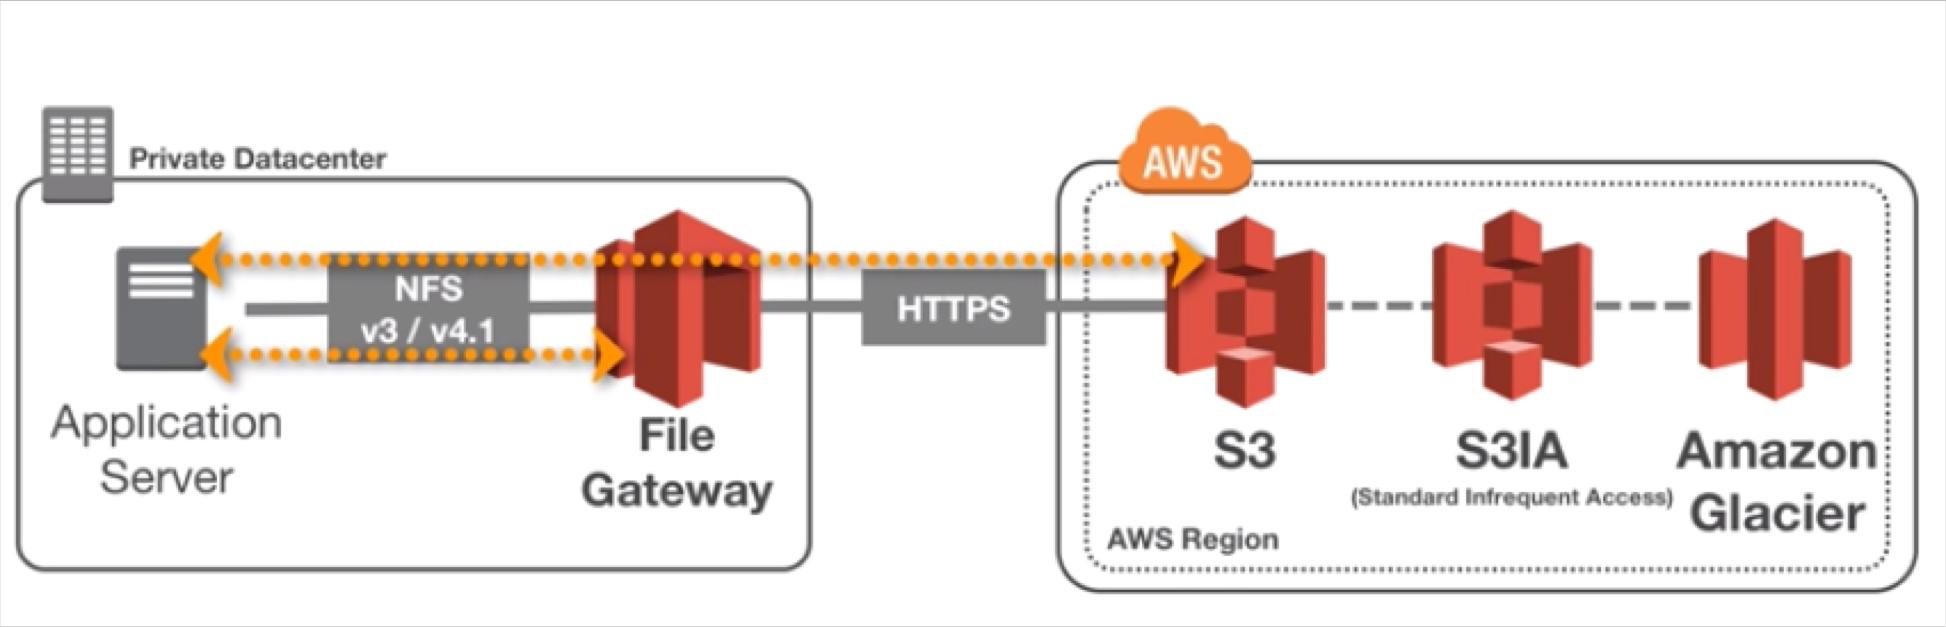 Private Datacenter
AWS
NFS
v3 / v4.1
HTTPS
Application
Server
File
Gateway
S3
S3IA
(Standard Infrequent Access)
Amazon
Glacier
AWS Region